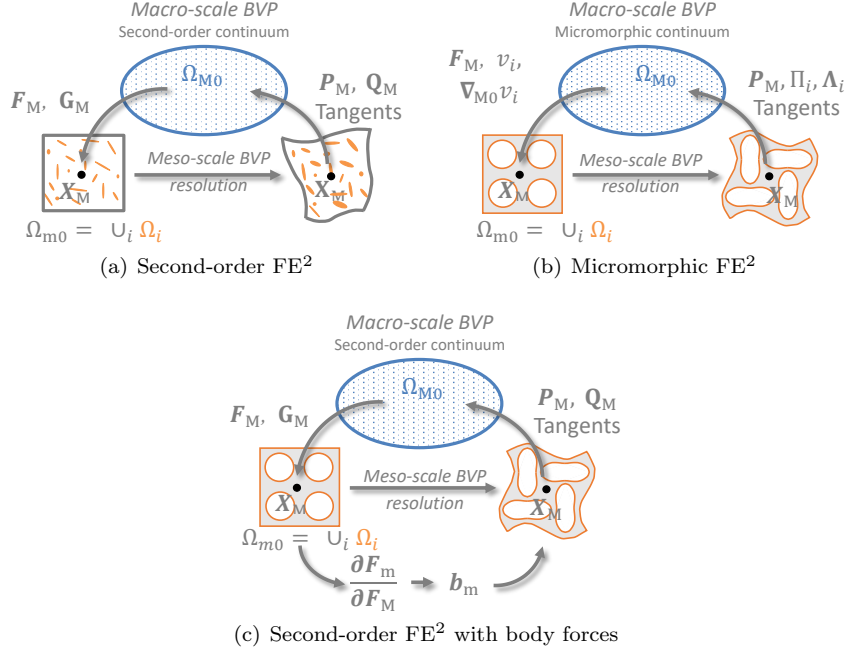 Macro-scale BVP
Second-order continuum
Ω_M0
F_M, G_M
P_M, Q_M
Tangents
Meso-scale BVP
resolution
X_M
X_M
Ω_m0 = ∪_i Ω_i
(a) Second-order FE²
Macro-scale BVP
Micromorphic continuum
Ω_M0
F_M, v_i,
∇_M0 v_i
P_M, Π_i, Λ_i
Tangents
Meso-scale BVP
resolution
X_M
X_M
Ω_m0 = ∪_i Ω_i
(b) Micromorphic FE²
Macro-scale BVP
Second-order continuum
Ω_M0
F_M, G_M
P_M, Q_M
Tangents
Meso-scale BVP
resolution
X_M
X_M
Ω_m0 = ∪_i Ω_i
∂F_m
∂F_M
b_m
(c) Second-order FE² with body forces